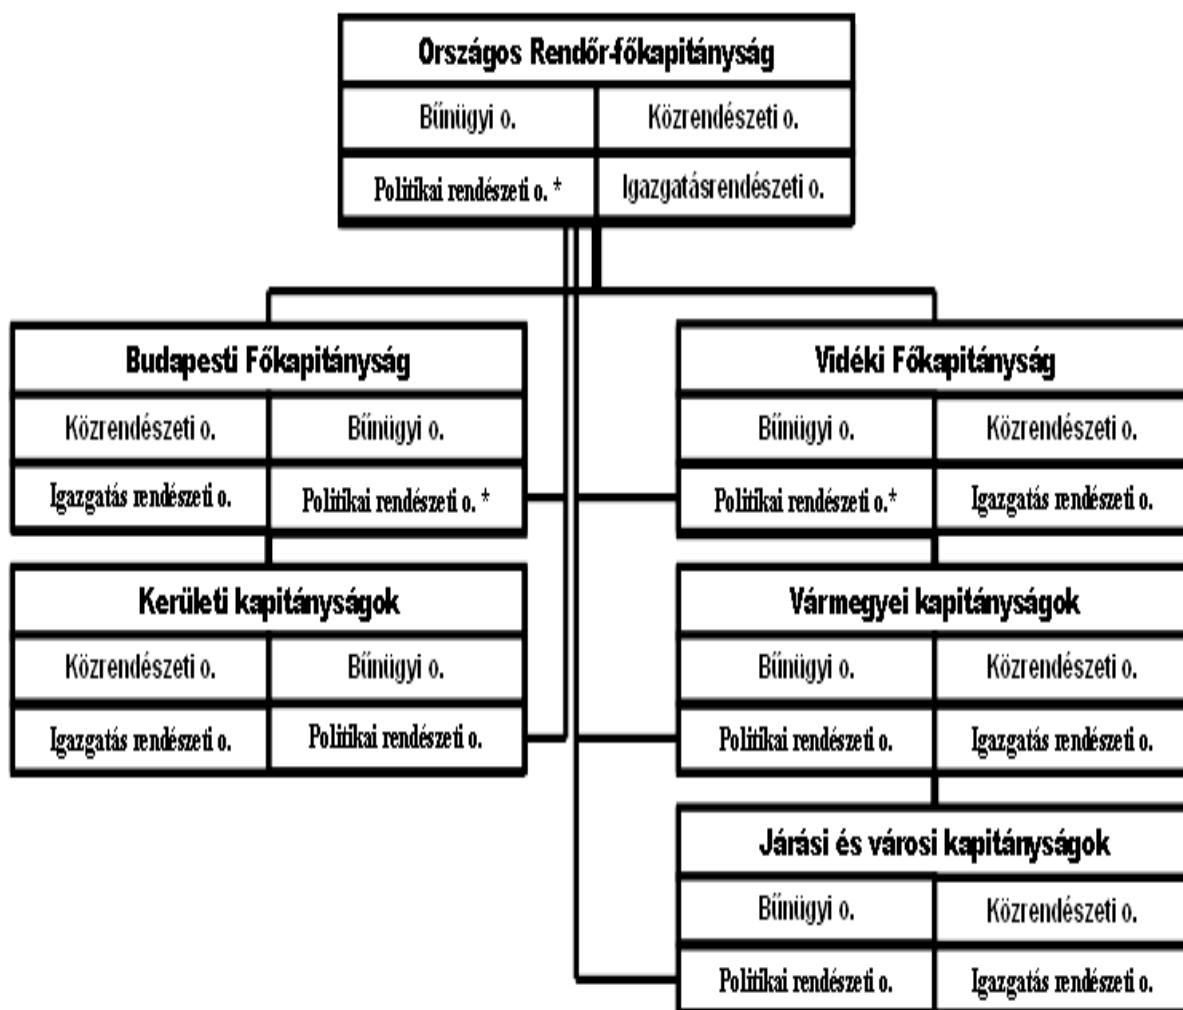 Országos Rendőr-főkapitányság
Bűnügyi o.
Közrendészeti o.
Politikai rendészeti o. *
Igazgatásrendészeti o.
Budapesti Főkapitányság
Közrendészeti o.
Bűnügyi o.
Igazgatás rendészeti o.
Politikai rendészeti o. *
Vidéki Főkapitányság
Bűnügyi o.
Közrendészeti o.
Politikai rendészeti o.*
Igazgatás rendészeti o.
Kerületi kapitányságok
Közrendészeti o.
Bűnügyi o.
Igazgatás rendészeti o.
Politikai rendészeti o.
Vármegyei kapitányságok
Bűnügyi o.
Közrendészeti o.
Politikai rendészeti o.
Igazgatás rendészeti o.
Járási és városi kapitányságok
Bűnügyi o.
Közrendészeti o.
Politikai rendészeti o.
Igazgatás rendészeti o.